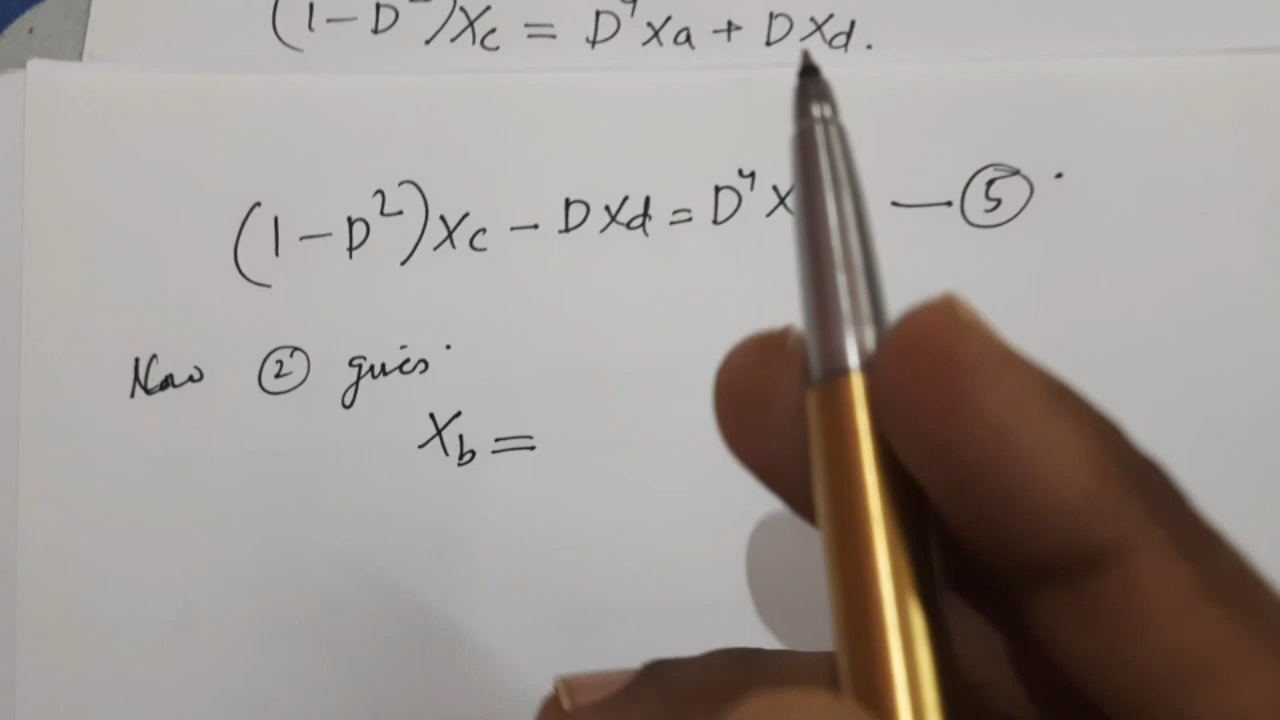 (1-D²)Xc = D⁴Xa + DXd.
(1-D²)Xc - DXd = D⁴X — ⑤
Now ② gives
Xb =